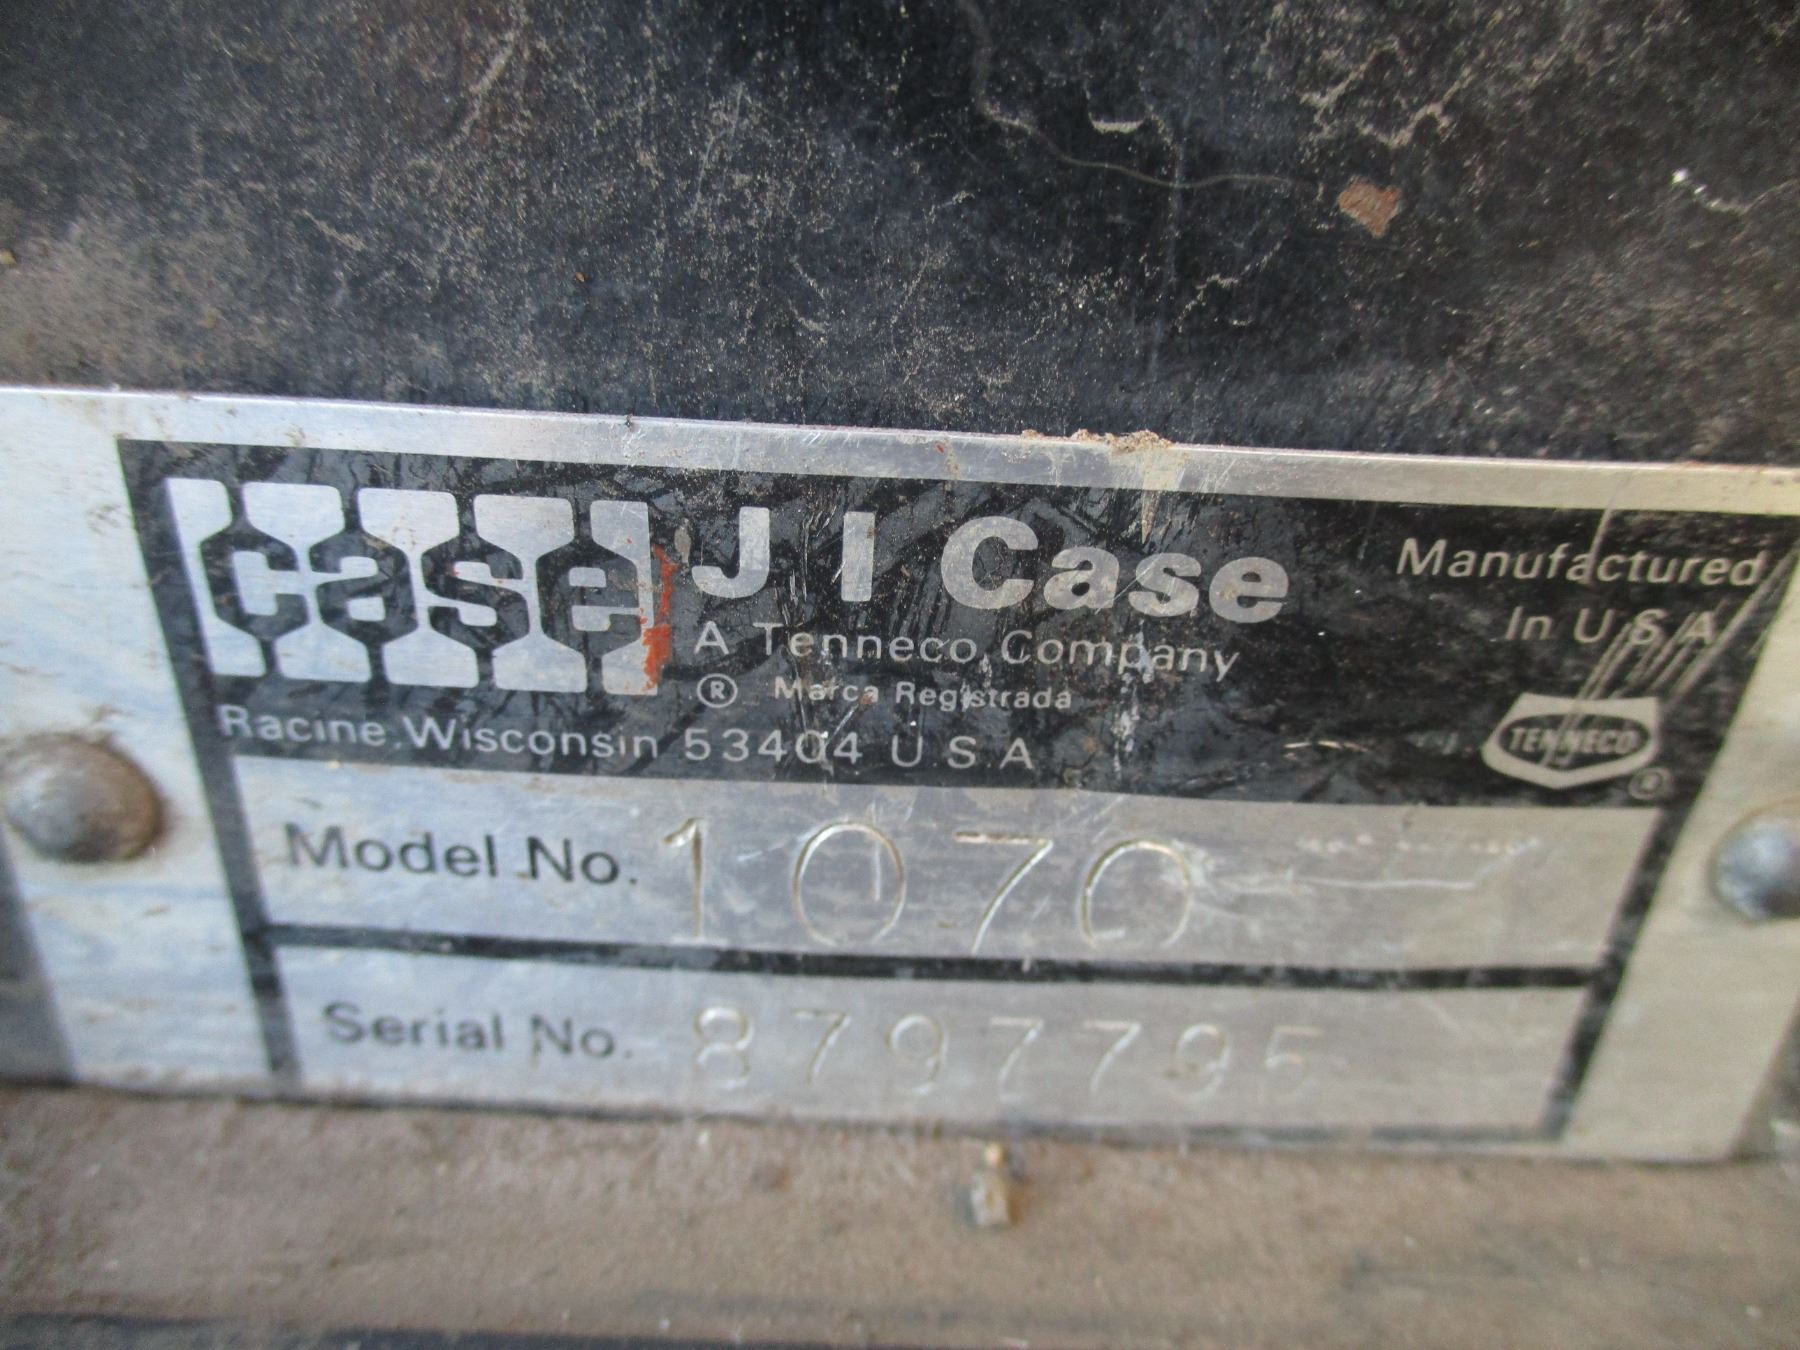 case
J I Case
A Tenneco Company
® Marca Registrada
Racine, Wisconsin 53404 U.S.A
Manufactured
In U.S.A.
TENNECO
®
Model No. 1070
Serial No. 8797795